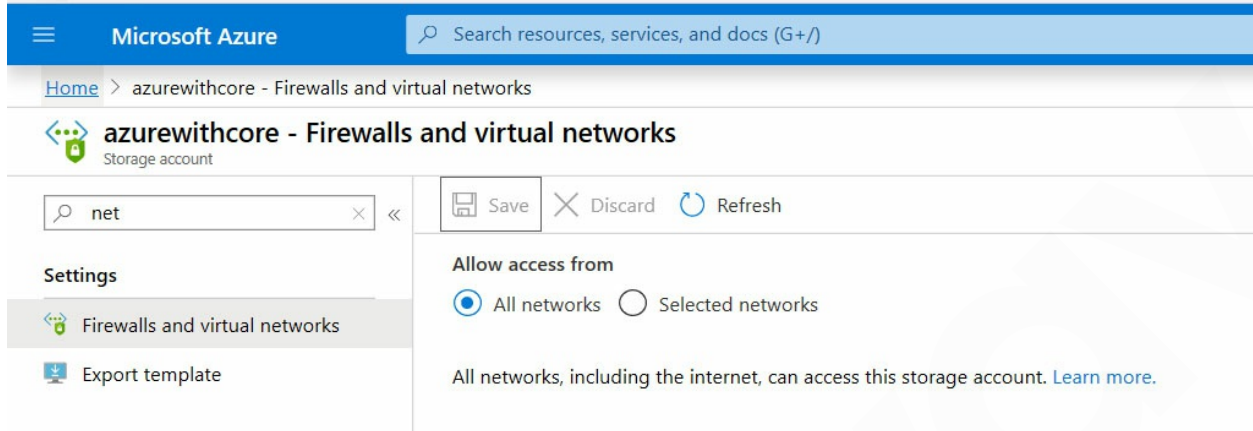 Microsoft Azure
Search resources, services, and docs (G+/)
Home > azurewithcore - Firewalls and virtual networks
azurewithcore - Firewalls and virtual networks
Storage account
net
Save Discard Refresh
Settings
Firewalls and virtual networks
Export template
Allow access from
All networks Selected networks
All networks, including the internet, can access this storage account. Learn more.